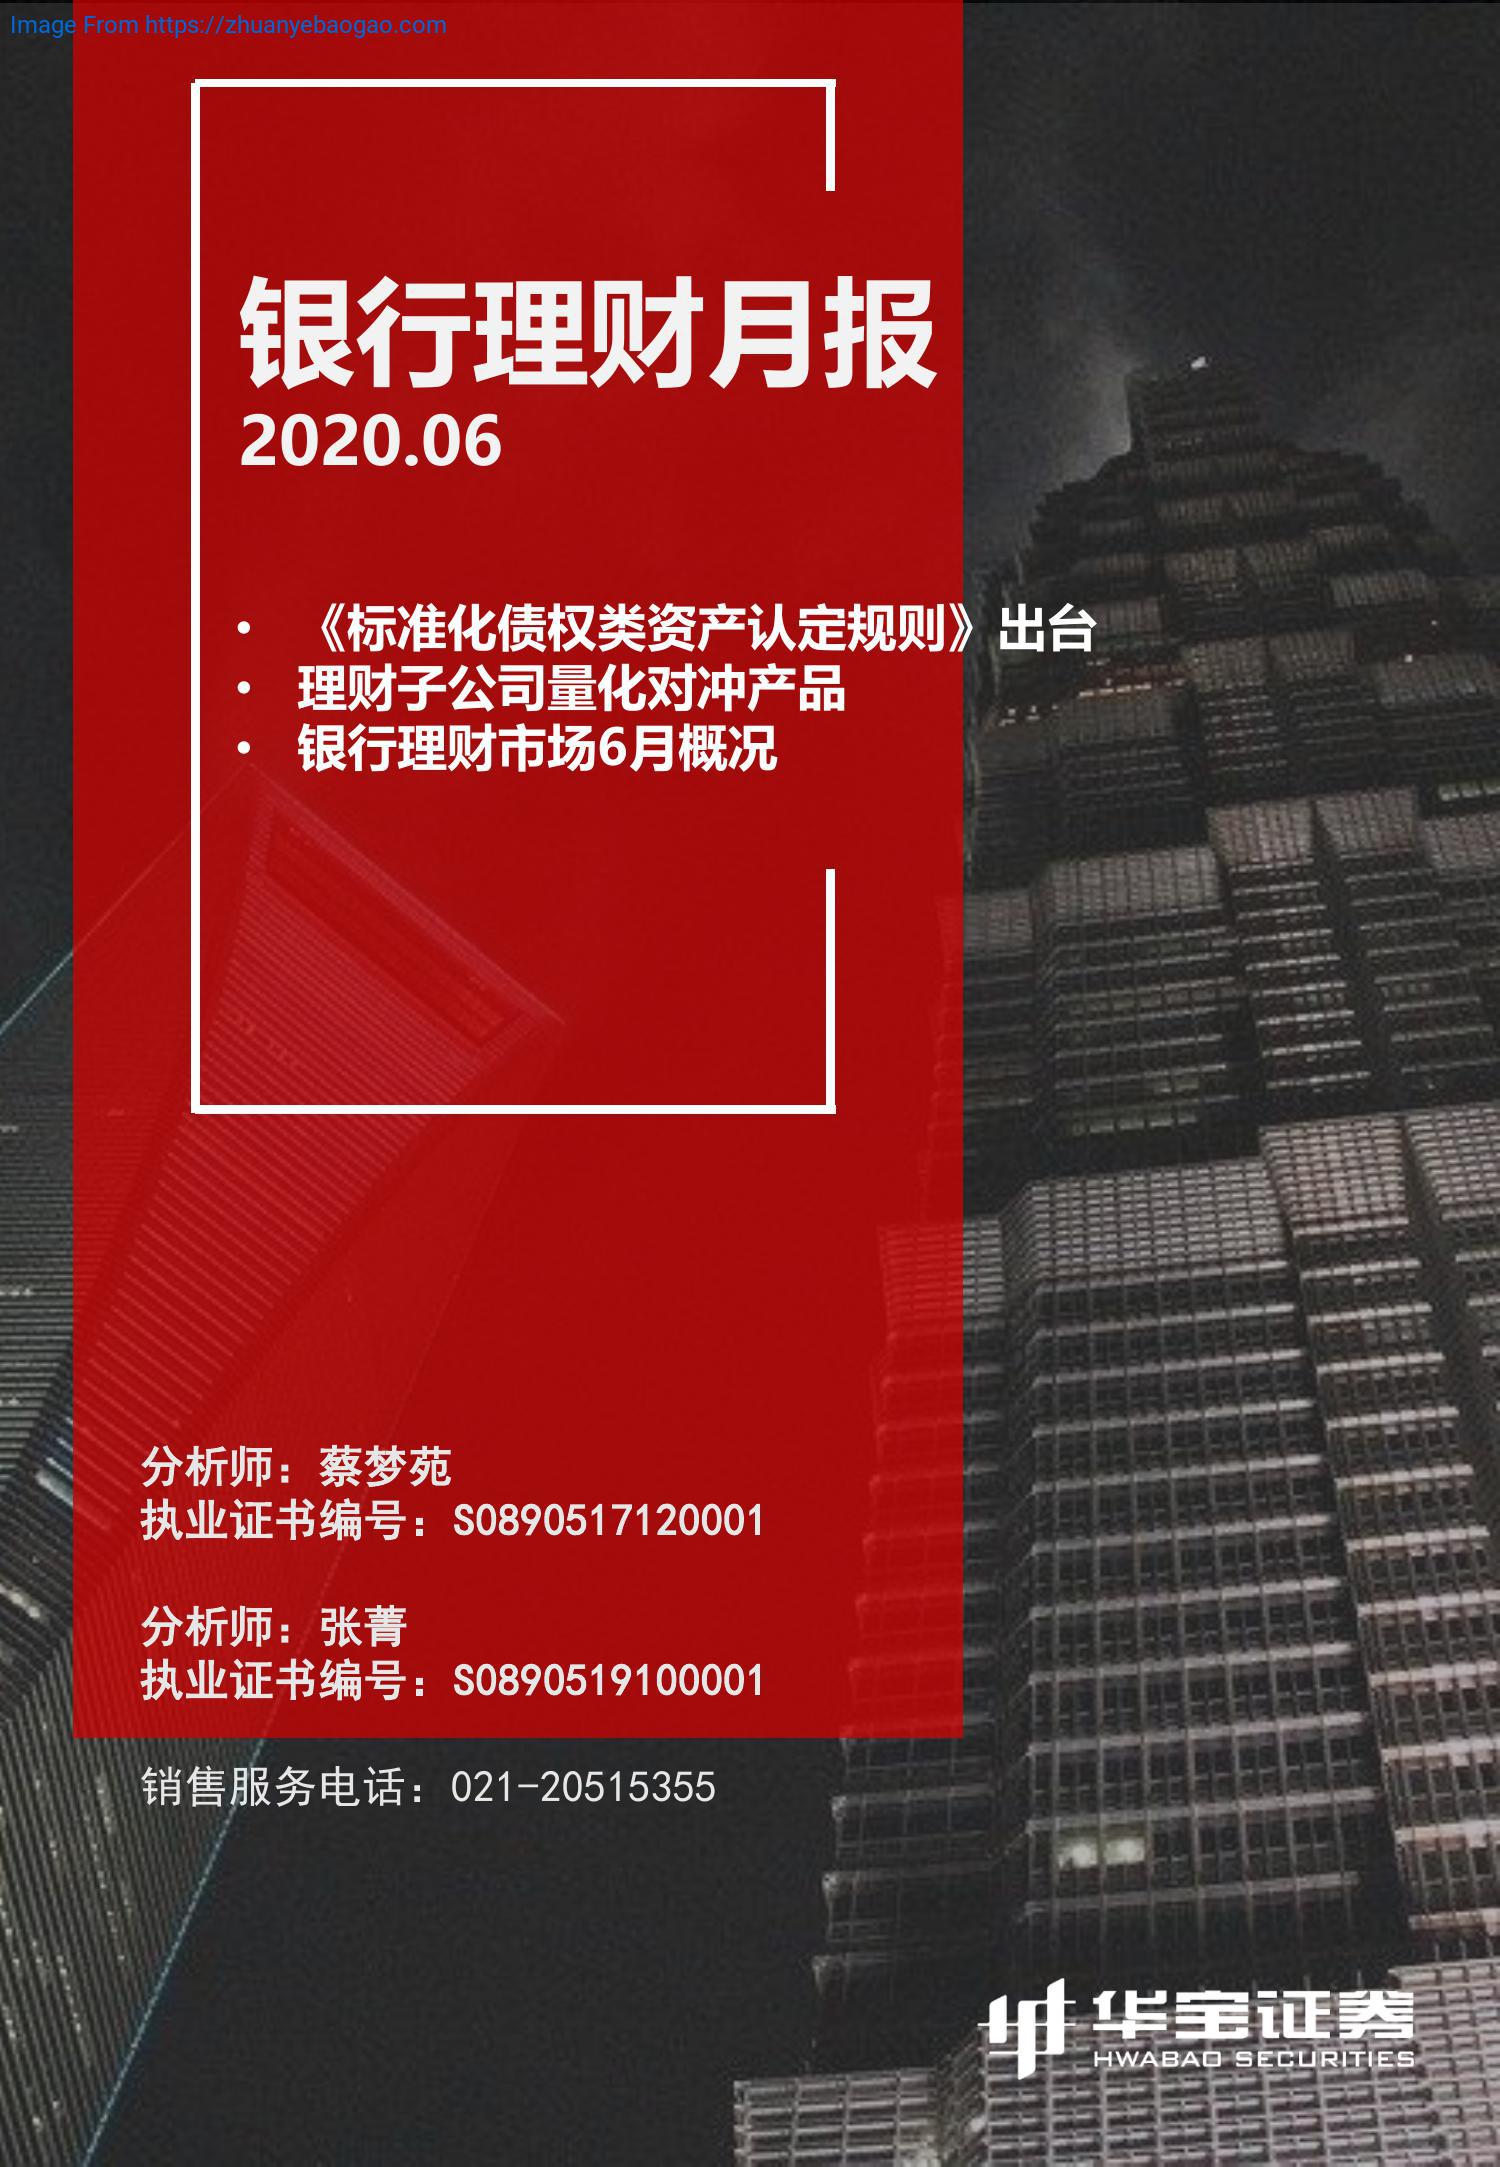 Image From https://zhuanyebaogao.com
银行理财月报
2020.06
• 《标准化债权类资产认定规则》出台
• 理财子公司量化对冲产品
• 银行理财市场6月概况
分析师：蔡梦苑
执业证书编号：S0890517120001
分析师：张菁
执业证书编号：S0890519100001
销售服务电话：021-20515355
华宝证券
HWABAO SECURITIES